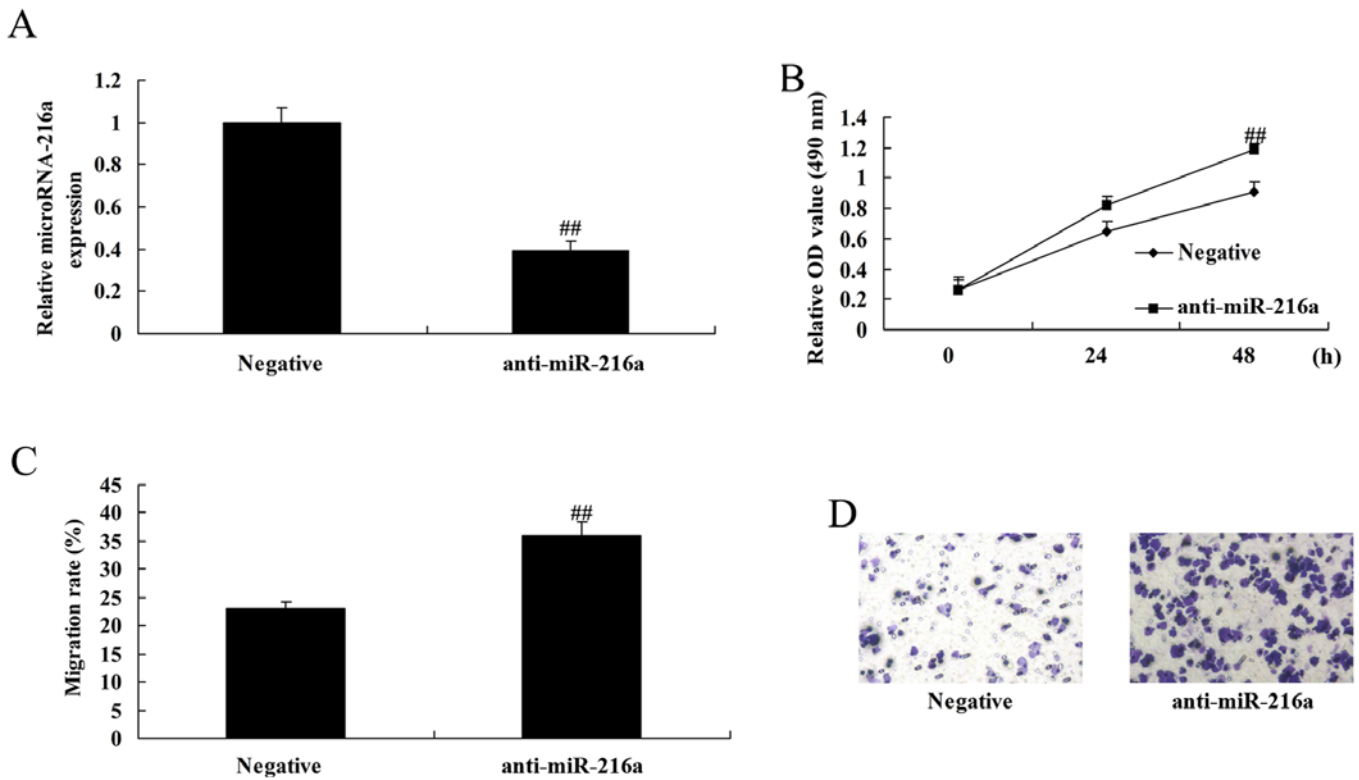 A
Relative microRNA-216a
expression
1.2
1
0.8
0.6
0.4
0.2
0
##
Negative
anti-miR-216a
B
Relative OD value (490 nm)
1.4
1.2
1
0.8
0.6
0.4
0.2
0
##
Negative
anti-miR-216a
0
24
48
(h)
C
Migration rate (%)
45
40
35
30
25
20
15
10
5
0
##
Negative
anti-miR-216a
D
Negative
anti-miR-216a